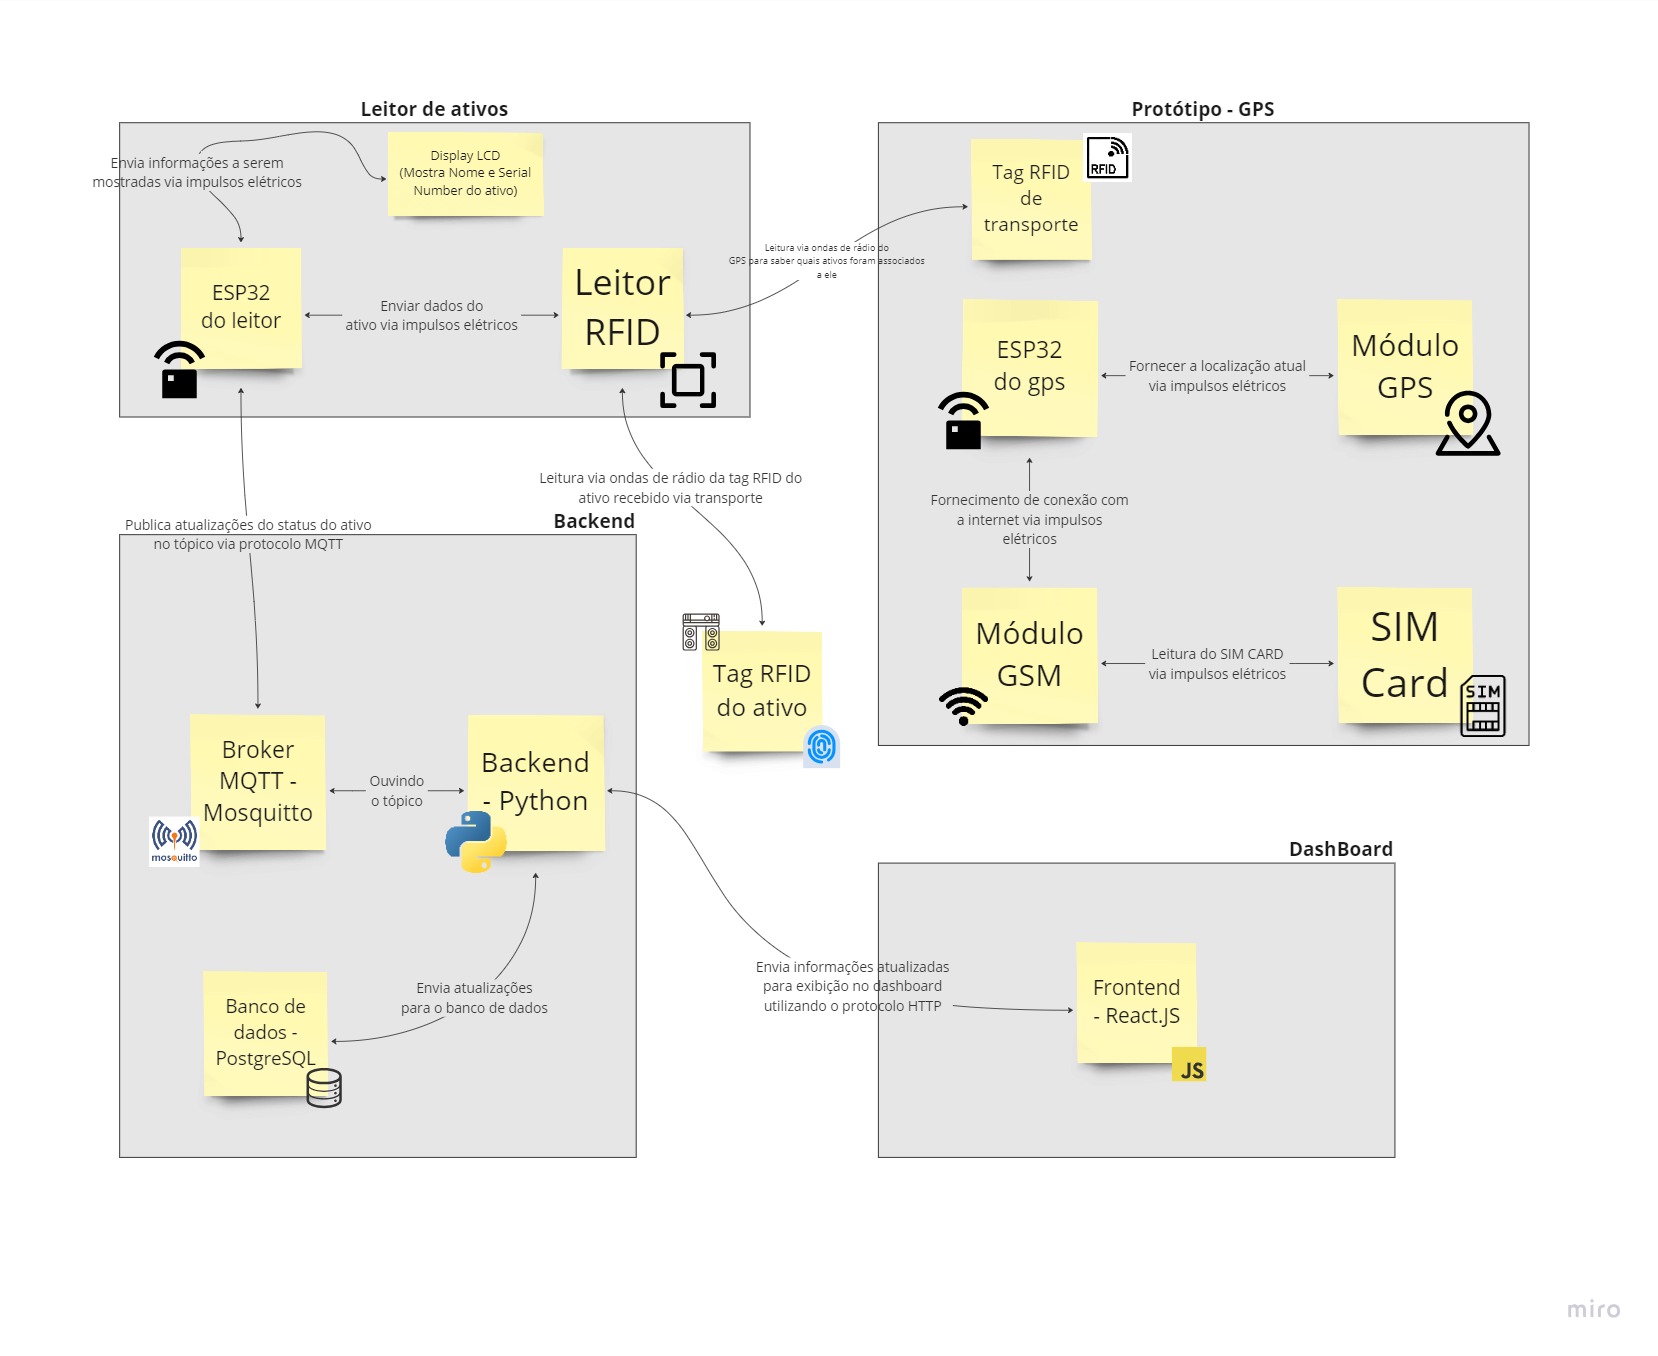 Leitor de ativos
Envia informações a serem
mostradas via impulsos elétricos
Display LCD
(Mostra Nome e Serial
Number do ativo)
ESP32
do leitor
Enviar dados do
ativo via impulsos elétricos
Leitor
RFID
Leitura via ondas de rádio do
GPS para saber quais ativos foram associados
a ele
Protótipo - GPS
Tag RFID
de
transporte
RFID
ESP32
do gps
Fornecer a localização atual
via impulsos elétricos
Módulo
GPS
Fornecimento de conexão com
a internet via impulsos
elétricos
Módulo
GSM
Leitura do SIM CARD
via impulsos elétricos
SIM
Card
SIM
Leitura via ondas de rádio da tag RFID do
ativo recebido via transporte
Tag RFID
do ativo
Publica atualizações do status do ativo
no tópico via protocolo MQTT
Backend
Broker
MQTT -
Mosquitto
mosquitto
Ouvindo
o tópico
Backend
- Python
Banco de
dados -
PostgreSQL
Envia atualizações
para o banco de dados
Envia informações atualizadas
para exibição no dashboard
utilizando o protocolo HTTP
DashBoard
Frontend
- React.JS
JS
miro